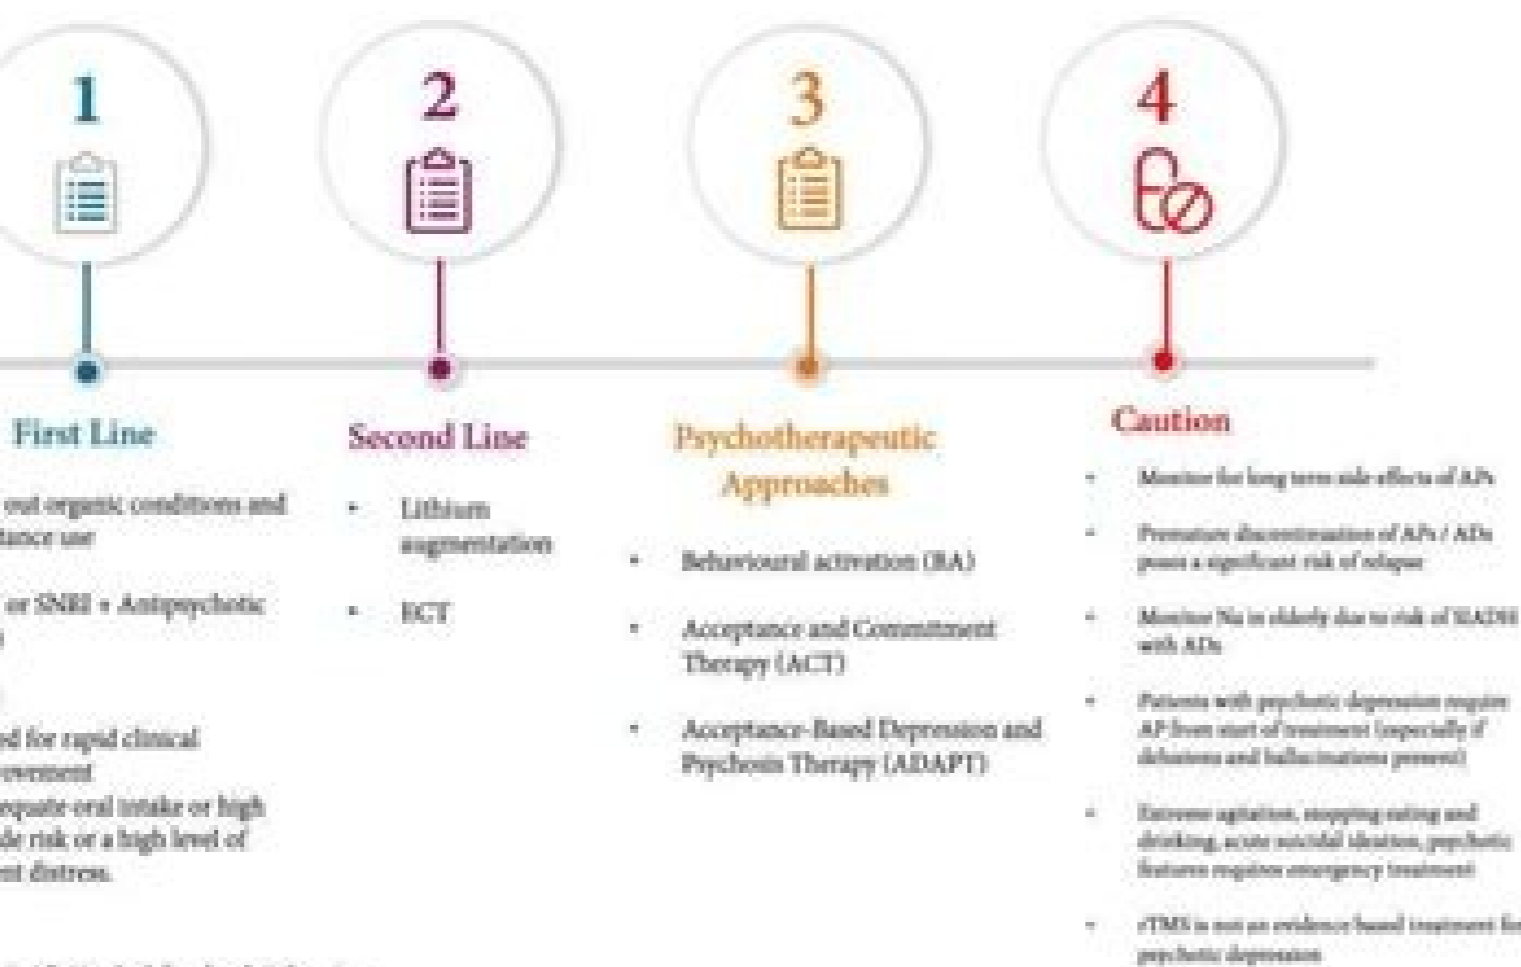 1
2
3
4
First Line
out organic conditions and
tance use
or SNRI + Antipsychotic
ed for rapid clinical
ovement
equate oral intake or high
de risk or a high level of
nt distress.
Second Line
• Lithium
augmentation
• ECT
Psychotherapeutic
Approaches
• Behavioural activation (BA)
• Acceptance and Commitment
Therapy (ACT)
• Acceptance-Based Depression and
Psychosis Therapy (ADAPT)
Caution
• Monitor for long term side effects of APs
• Premature discontinuation of APs / ADs
poses a significant risk of relapse
• Monitor Na in elderly due to risk of SIADH
with ADs
• Patients with psychotic depression require
AP from start of treatment (especially if
delusions and hallucinations present)
• Extreme agitation, stopping eating and
drinking, acute suicidal ideation, psychotic
features requires emergency treatment
• rTMS is not an evidence based treatment for
psychotic depression